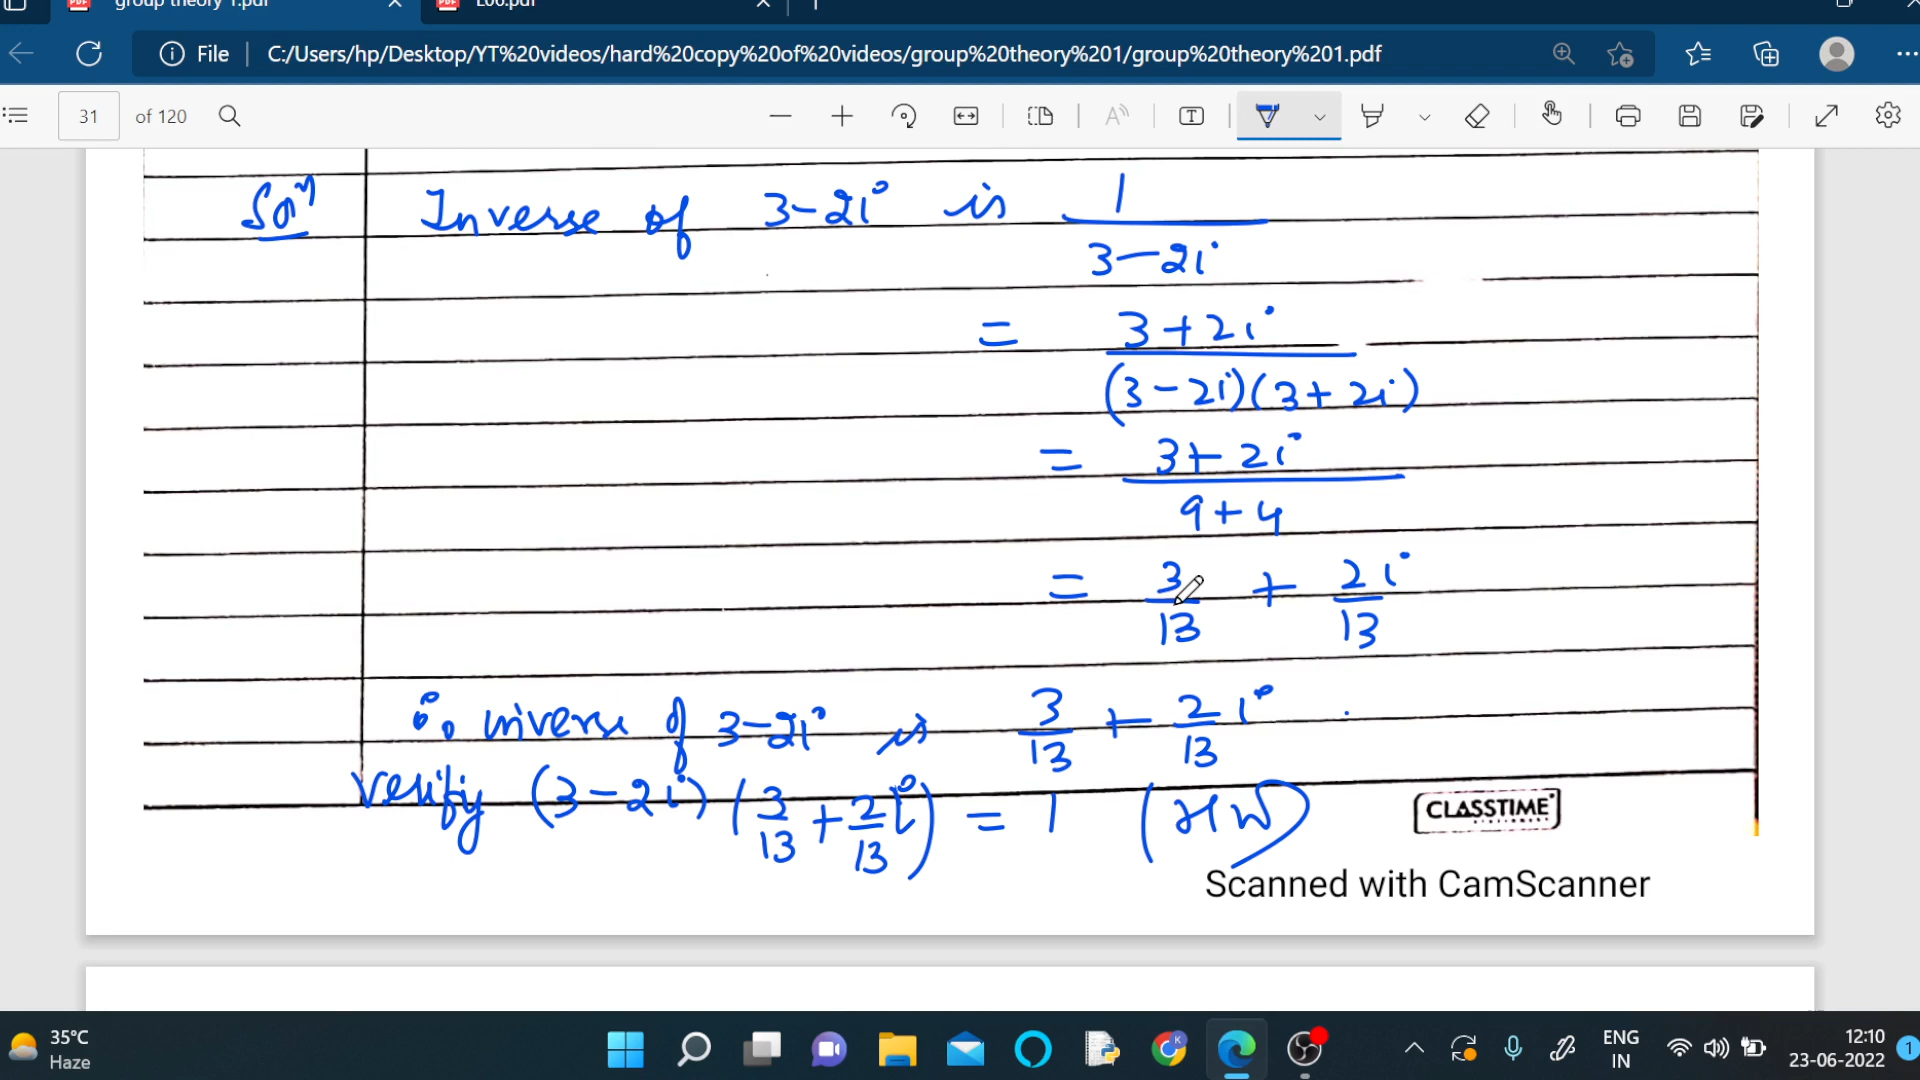 group theory 1.pdf
L06.pdf
File
C:/Users/hp/Desktop/YT%20videos/hard%20copy%20of%20videos/group%20theory%201/group%20theory%201.pdf
31 of 120
Solⁿ Inverse of 3-2i is 1
3-2i
= 3+2i
(3-2i)(3+2i)
= 3+2i
9+4
= 3/13 + 2i/13
∴ inverse of 3-2i is 3/13 + 2/13 i .
Verify (3-2i) (3/13 + 2/13 i) = 1 (HW)
CLASSTIME
Scanned with CamScanner
35°C
Haze
ENG
IN
12:10
23-06-2022
1